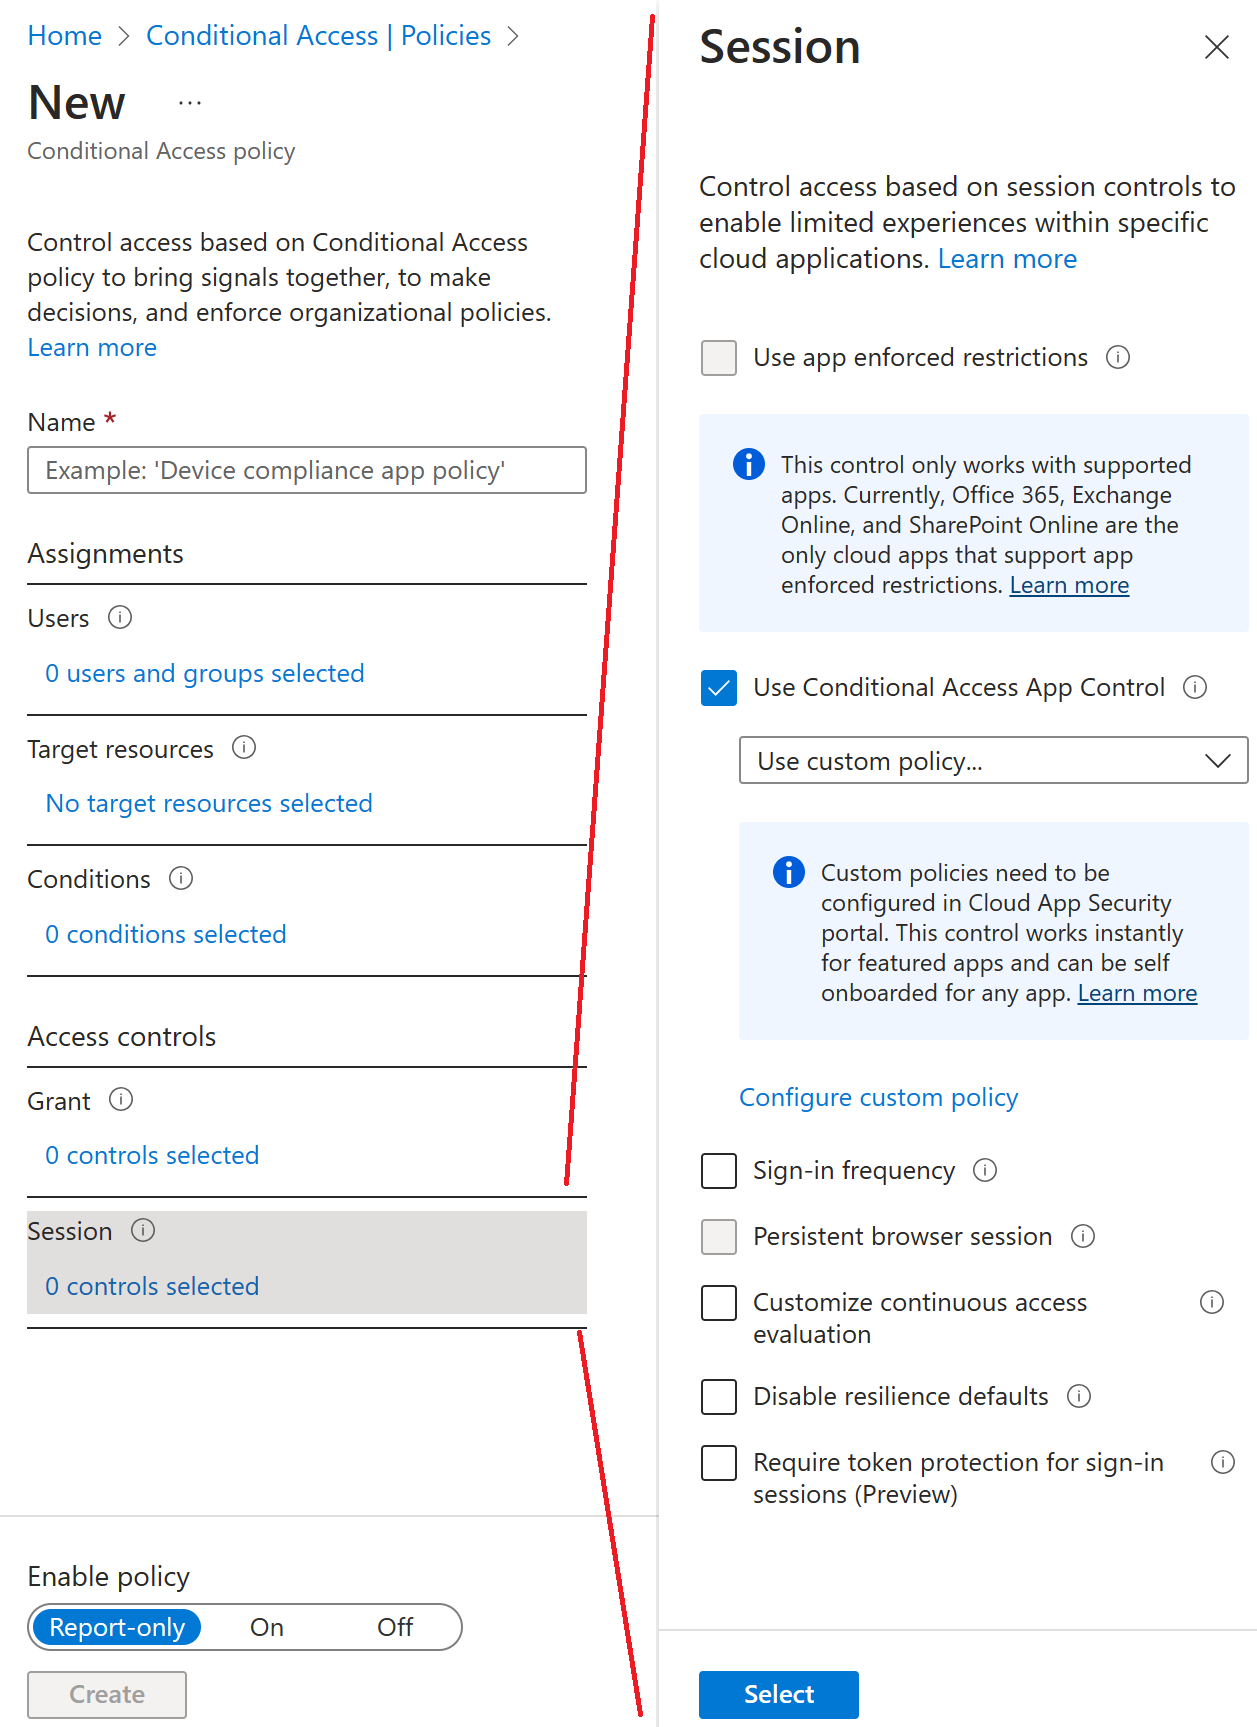 Home > Conditional Access | Policies >
New ...
Conditional Access policy
Control access based on Conditional Access
policy to bring signals together, to make
decisions, and enforce organizational policies.
Learn more
Name *
Example: 'Device compliance app policy'
Assignments
Users
0 users and groups selected
Target resources
No target resources selected
Conditions
0 conditions selected
Access controls
Grant
0 controls selected
Session
0 controls selected
Enable policy
Report-only On Off
Create
Session
Control access based on session controls to
enable limited experiences within specific
cloud applications. Learn more
Use app enforced restrictions
This control only works with supported
apps. Currently, Office 365, Exchange
Online, and SharePoint Online are the
only cloud apps that support app
enforced restrictions. Learn more
Use Conditional Access App Control
Use custom policy...
Custom policies need to be
configured in Cloud App Security
portal. This control works instantly
for featured apps and can be self
onboarded for any app. Learn more
Configure custom policy
Sign-in frequency
Persistent browser session
Customize continuous access
evaluation
Disable resilience defaults
Require token protection for sign-in
sessions (Preview)
Select